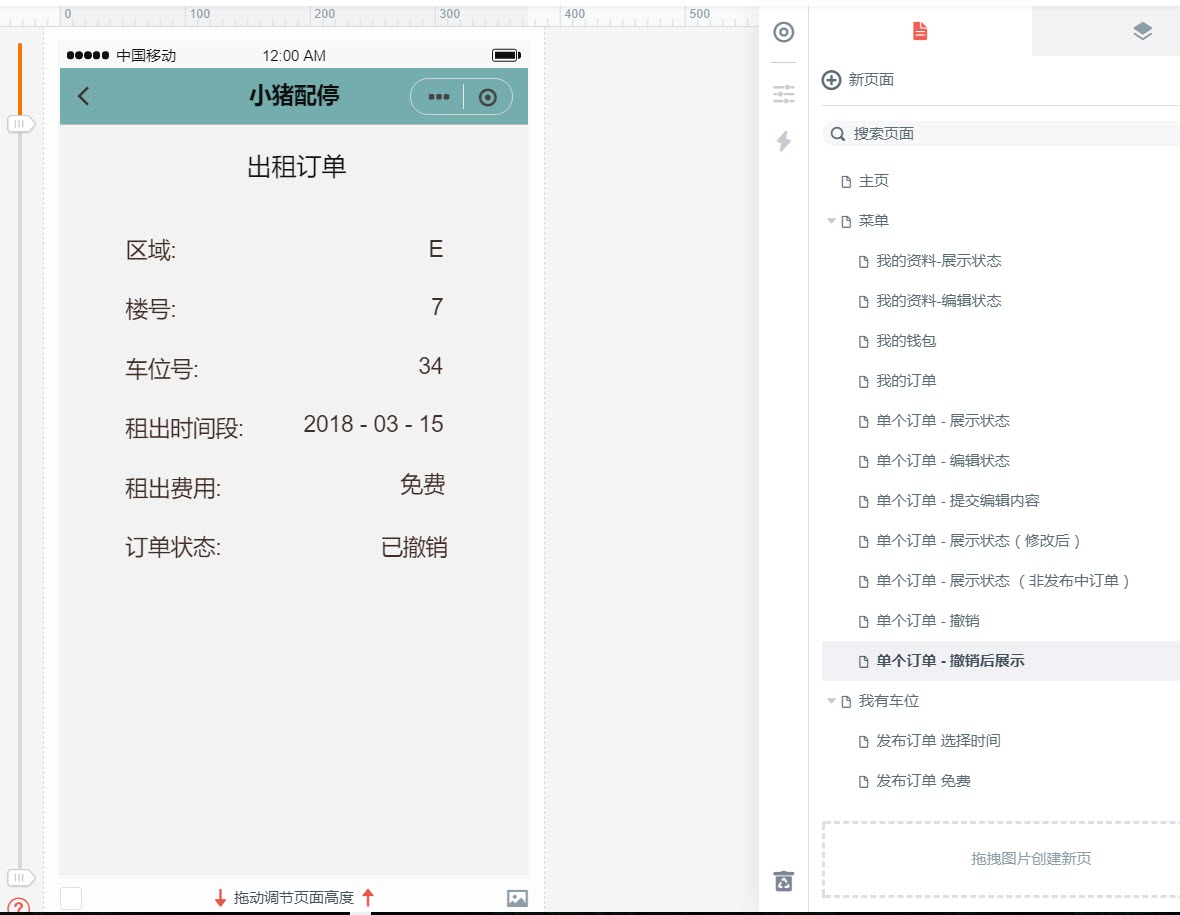 0 100 200 300 400 500
中国移动 12:00 AM
小猪配停
出租订单
区域: E
楼号: 7
车位号: 34
租出时间段: 2018 - 03 - 15
租出费用: 免费
订单状态: 已撤销
拖动调节页面高度
新页面
搜索页面
主页
菜单
我的资料-展示状态
我的资料-编辑状态
我的钱包
我的订单
单个订单 - 展示状态
单个订单 - 编辑状态
单个订单 - 提交编辑内容
单个订单 - 展示状态 ( 修改后 )
单个订单 - 展示状态 ( 非发布中订单 )
单个订单 - 撤销
单个订单 - 撤销后展示
我有车位
发布订单 选择时间
发布订单 免费
拖拽图片创建新页